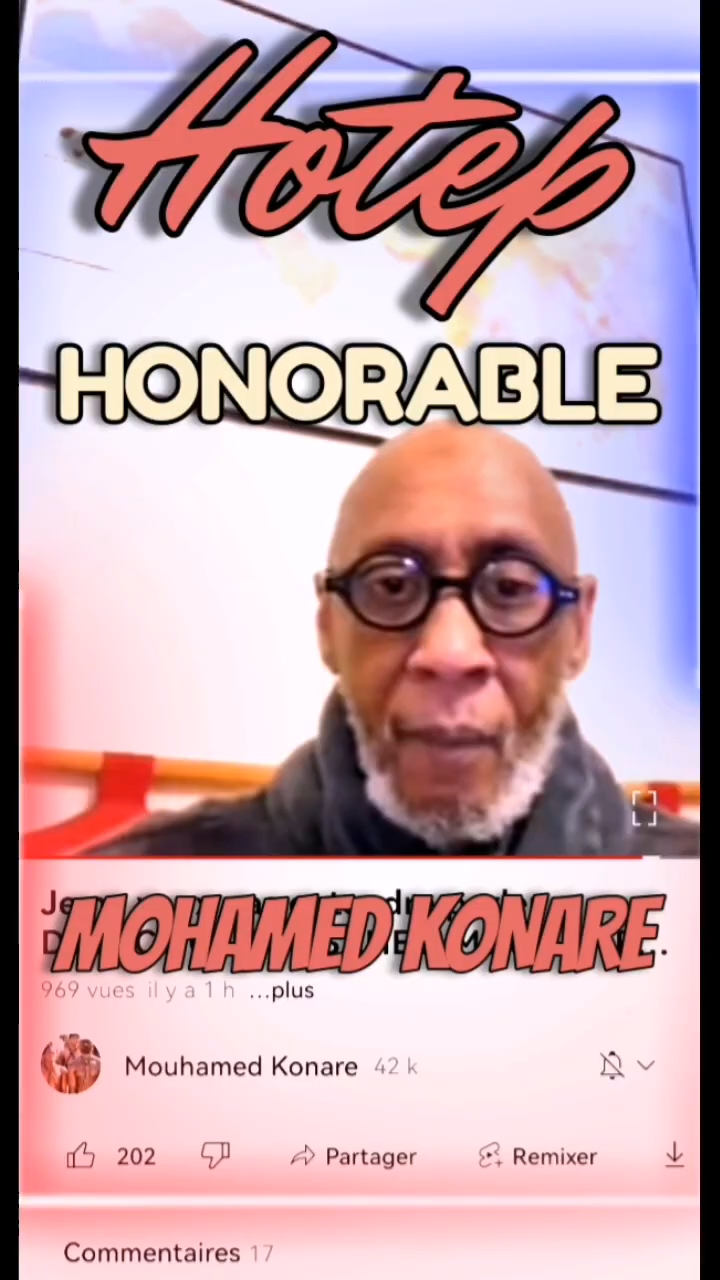 Hotep
HONORABLE
MOHAMED KONARE
969 vues il y a 1 h ...plus
Mouhamed Konare 42 k
202 Partager Remixer
Commentaires 17